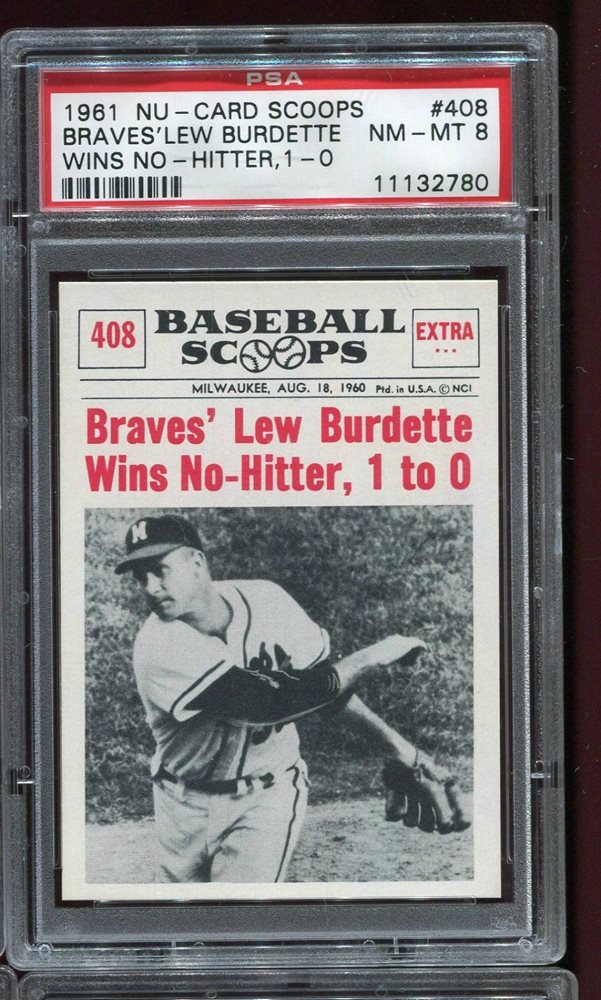 PSA
1961 NU-CARD SCOOPS #408
BRAVES' LEW BURDETTE NM-MT 8
WINS NO-HITTER, 1-0
11132780
408 BASEBALL SCOOPS EXTRA
MILWAUKEE, AUG. 18, 1960 Ptd. in U.S.A. © NCI
Braves' Lew Burdette
Wins No-Hitter, 1 to 0
M